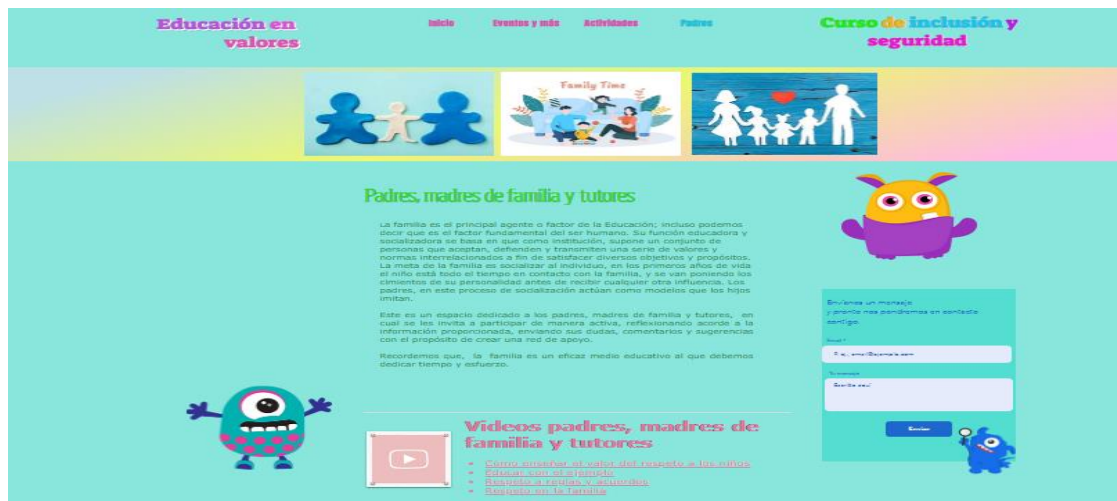 Educación en
valores
Inicio
Eventos y más
Actividades
Padres
Curso de inclusión y
seguridad
Family Time
Padres, madres de familia y tutores
La familia es el principal agente o factor de la Educación; incluso podemos
decir que es el factor fundamental del ser humano. Su función educadora y
socializadora se basa en que como institución, supone un conjunto de
personas que aceptan, defienden y transmiten una serie de valores y
normas interrelacionados a fin de satisfacer diversos objetivos y propósitos.
La meta de la familia es socializar al individuo, en los primeros años de vida
el niño está todo el tiempo en contacto con la familia, y se van poniendo los
cimientos de su personalidad antes de recibir cualquier otra influencia. Los
padres, en este proceso de socialización actúan como modelos que los hijos
imitan.
Este es un espacio dedicado a los padres, madres de familia y tutores, en
cual se les invita a participar de manera activa, reflexionando acorde a la
información proporcionada, enviando sus dudas, comentarios y sugerencias
con el propósito de crear una red de apoyo.
Recordemos que, la familia es un eficaz medio educativo al que debemos
dedicar tiempo y esfuerzo.
Envíanos un mensaje
y pronto nos pondremos en contacto
contigo.
Email *
P. ej., email@example.com
Tu mensaje
Escribe aquí
Enviar
Videos padres, madres de
familia y tutores
Cómo enseñar el valor del respeto a los niños
Educar con el ejemplo
Respeto a reglas y acuerdos
Respeto en la familia